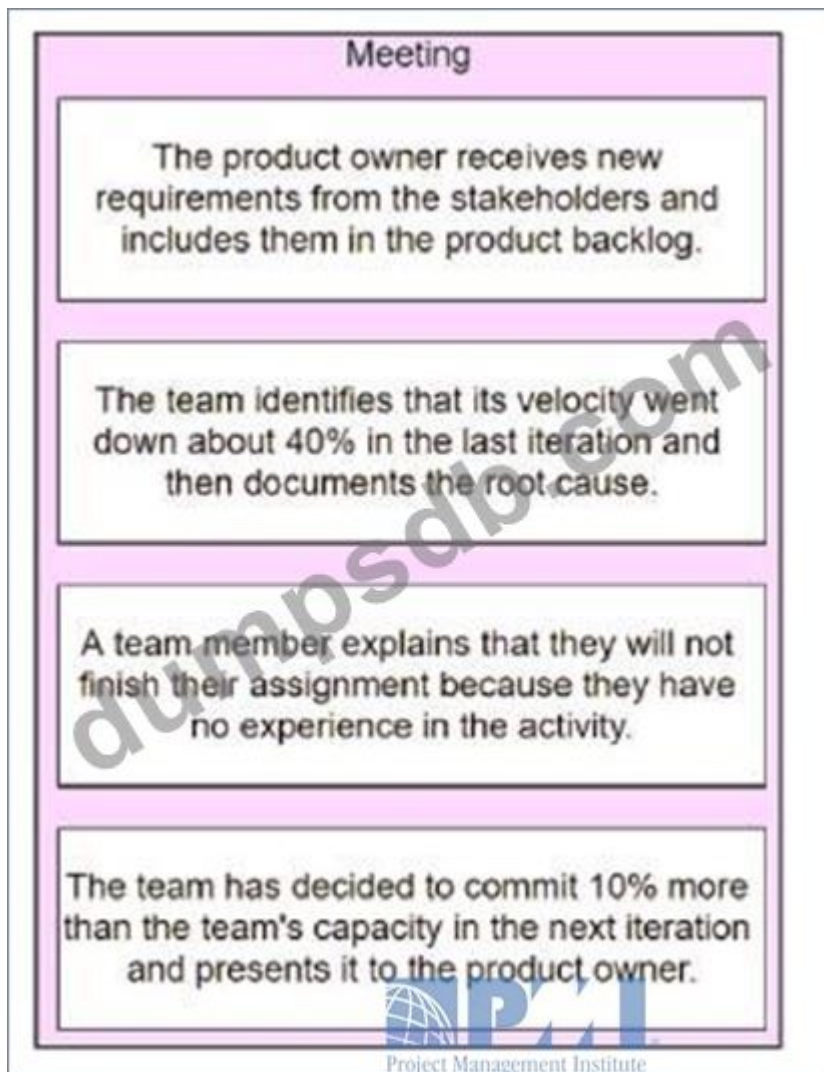 Meeting
The product owner receives new
requirements from the stakeholders and
includes them in the product backlog.
The team identifies that its velocity went
down about 40% in the last iteration and
then documents the root cause.
A team member explains that they will not
finish their assignment because they have
no experience in the activity.
The team has decided to commit 10% more
than the team's capacity in the next iteration
and presents it to the product owner.
dumpsdb.com
PMI
Project Management Institute